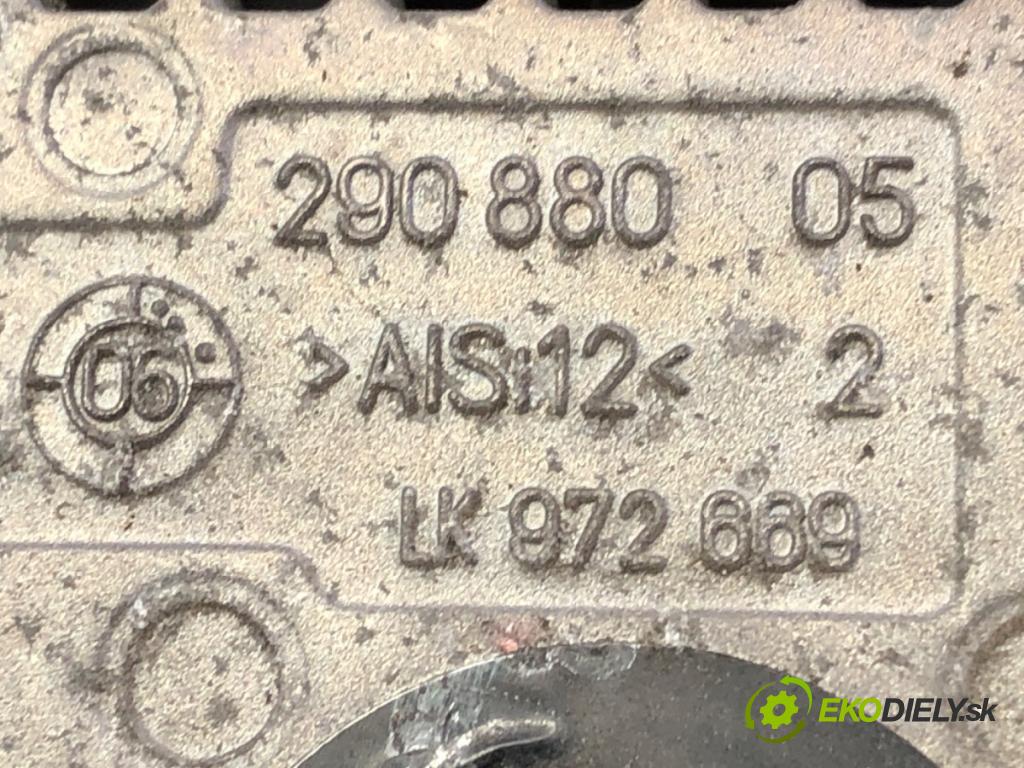 290 880 05
06 >AlSi12< 2
LK 972 669
EKODIELY.sk